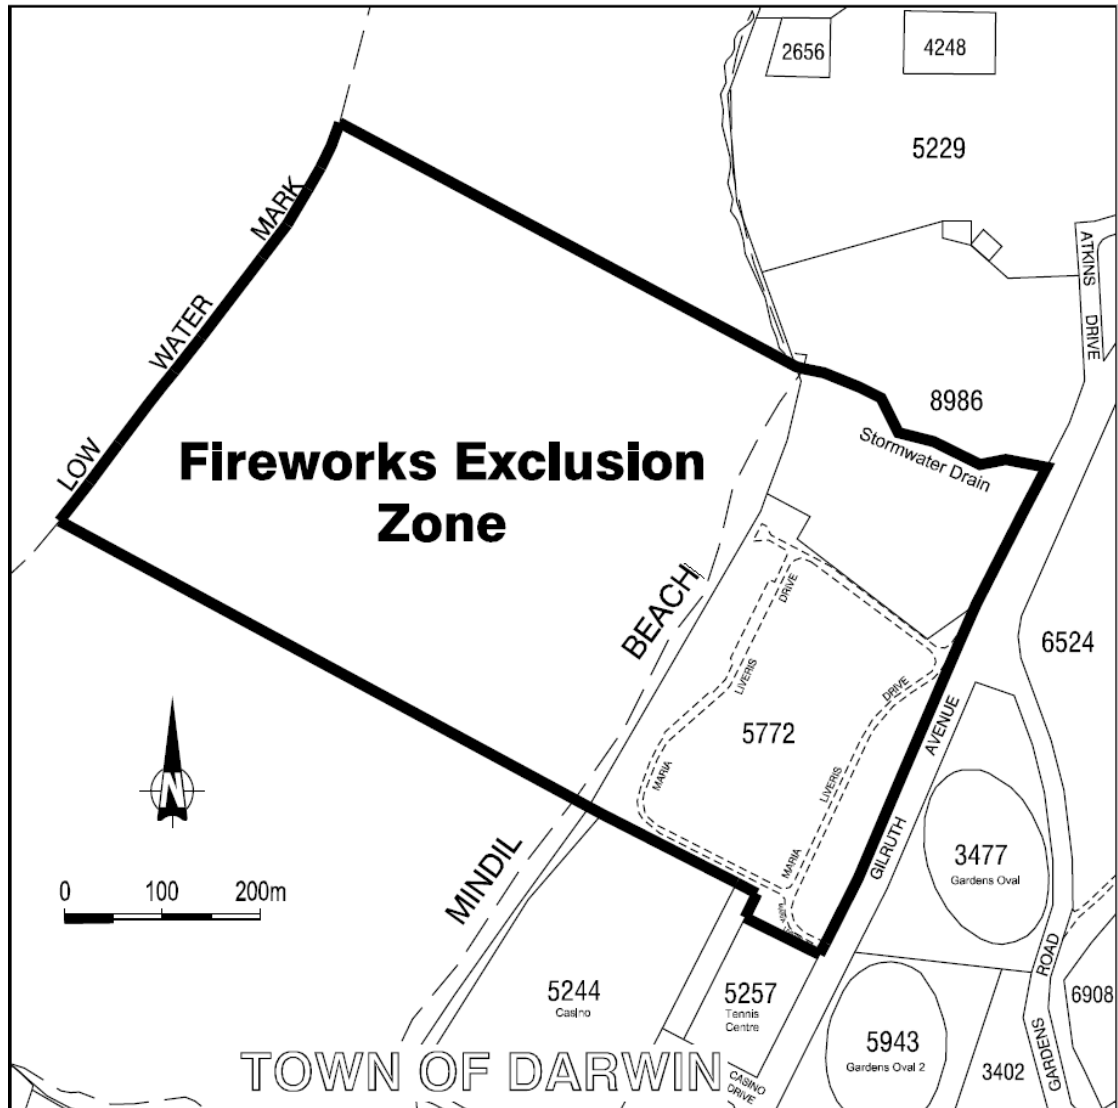 2656
4248
5229
ATKINS DRIVE
LOW WATER MARK
8986
Stormwater Drain
Fireworks Exclusion
Zone
MINDIL BEACH
DRIVE
LIVERIS
MARIA
6524
5772
DRIVE
LIVERIS
MARIA
GILRUTH AVENUE
N
0 100 200m
3477
Gardens Oval
5244
Casino
5257
Tennis
Centre
5943
Gardens Oval 2
3402
6908
GARDENS ROAD
CASINO
DRIVE
TOWN OF DARWIN